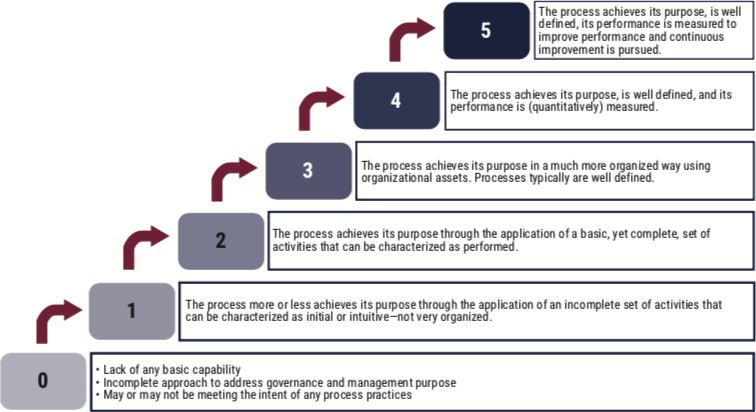 5
The process achieves its purpose, is well
defined, its performance is measured to
improve performance and continuous
improvement is pursued.
4
The process achieves its purpose, is well defined, and its
performance is (quantitatively) measured.
3
The process achieves its purpose in a much more organized way using
organizational assets. Processes typically are well defined.
2
The process achieves its purpose through the application of a basic, yet complete, set of
activities that can be characterized as performed.
1
The process more or less achieves its purpose through the application of an incomplete set of activities that
can be characterized as initial or intuitive—not very organized.
0
• Lack of any basic capability
• Incomplete approach to address governance and management purpose
• May or may not be meeting the intent of any process practices